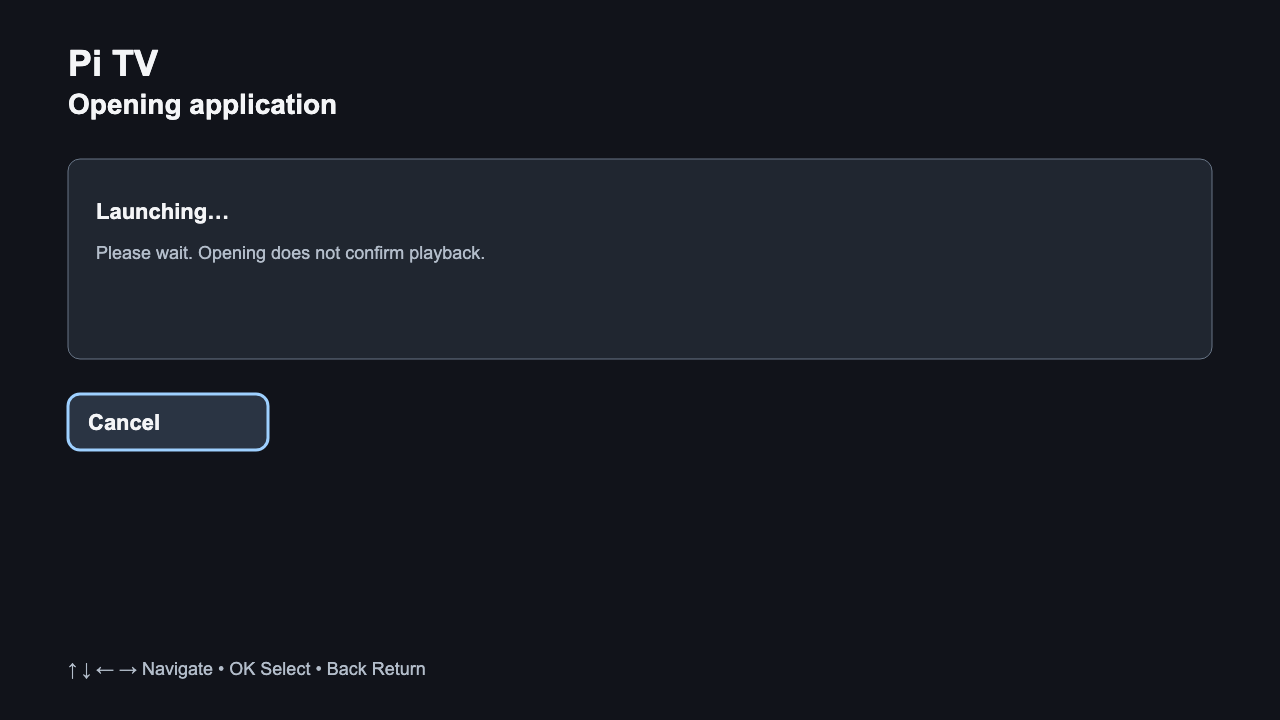 Pi TV
Opening application
Launching…
Please wait. Opening does not confirm playback.
Cancel
↑ ↓ ← → Navigate • OK Select • Back Return